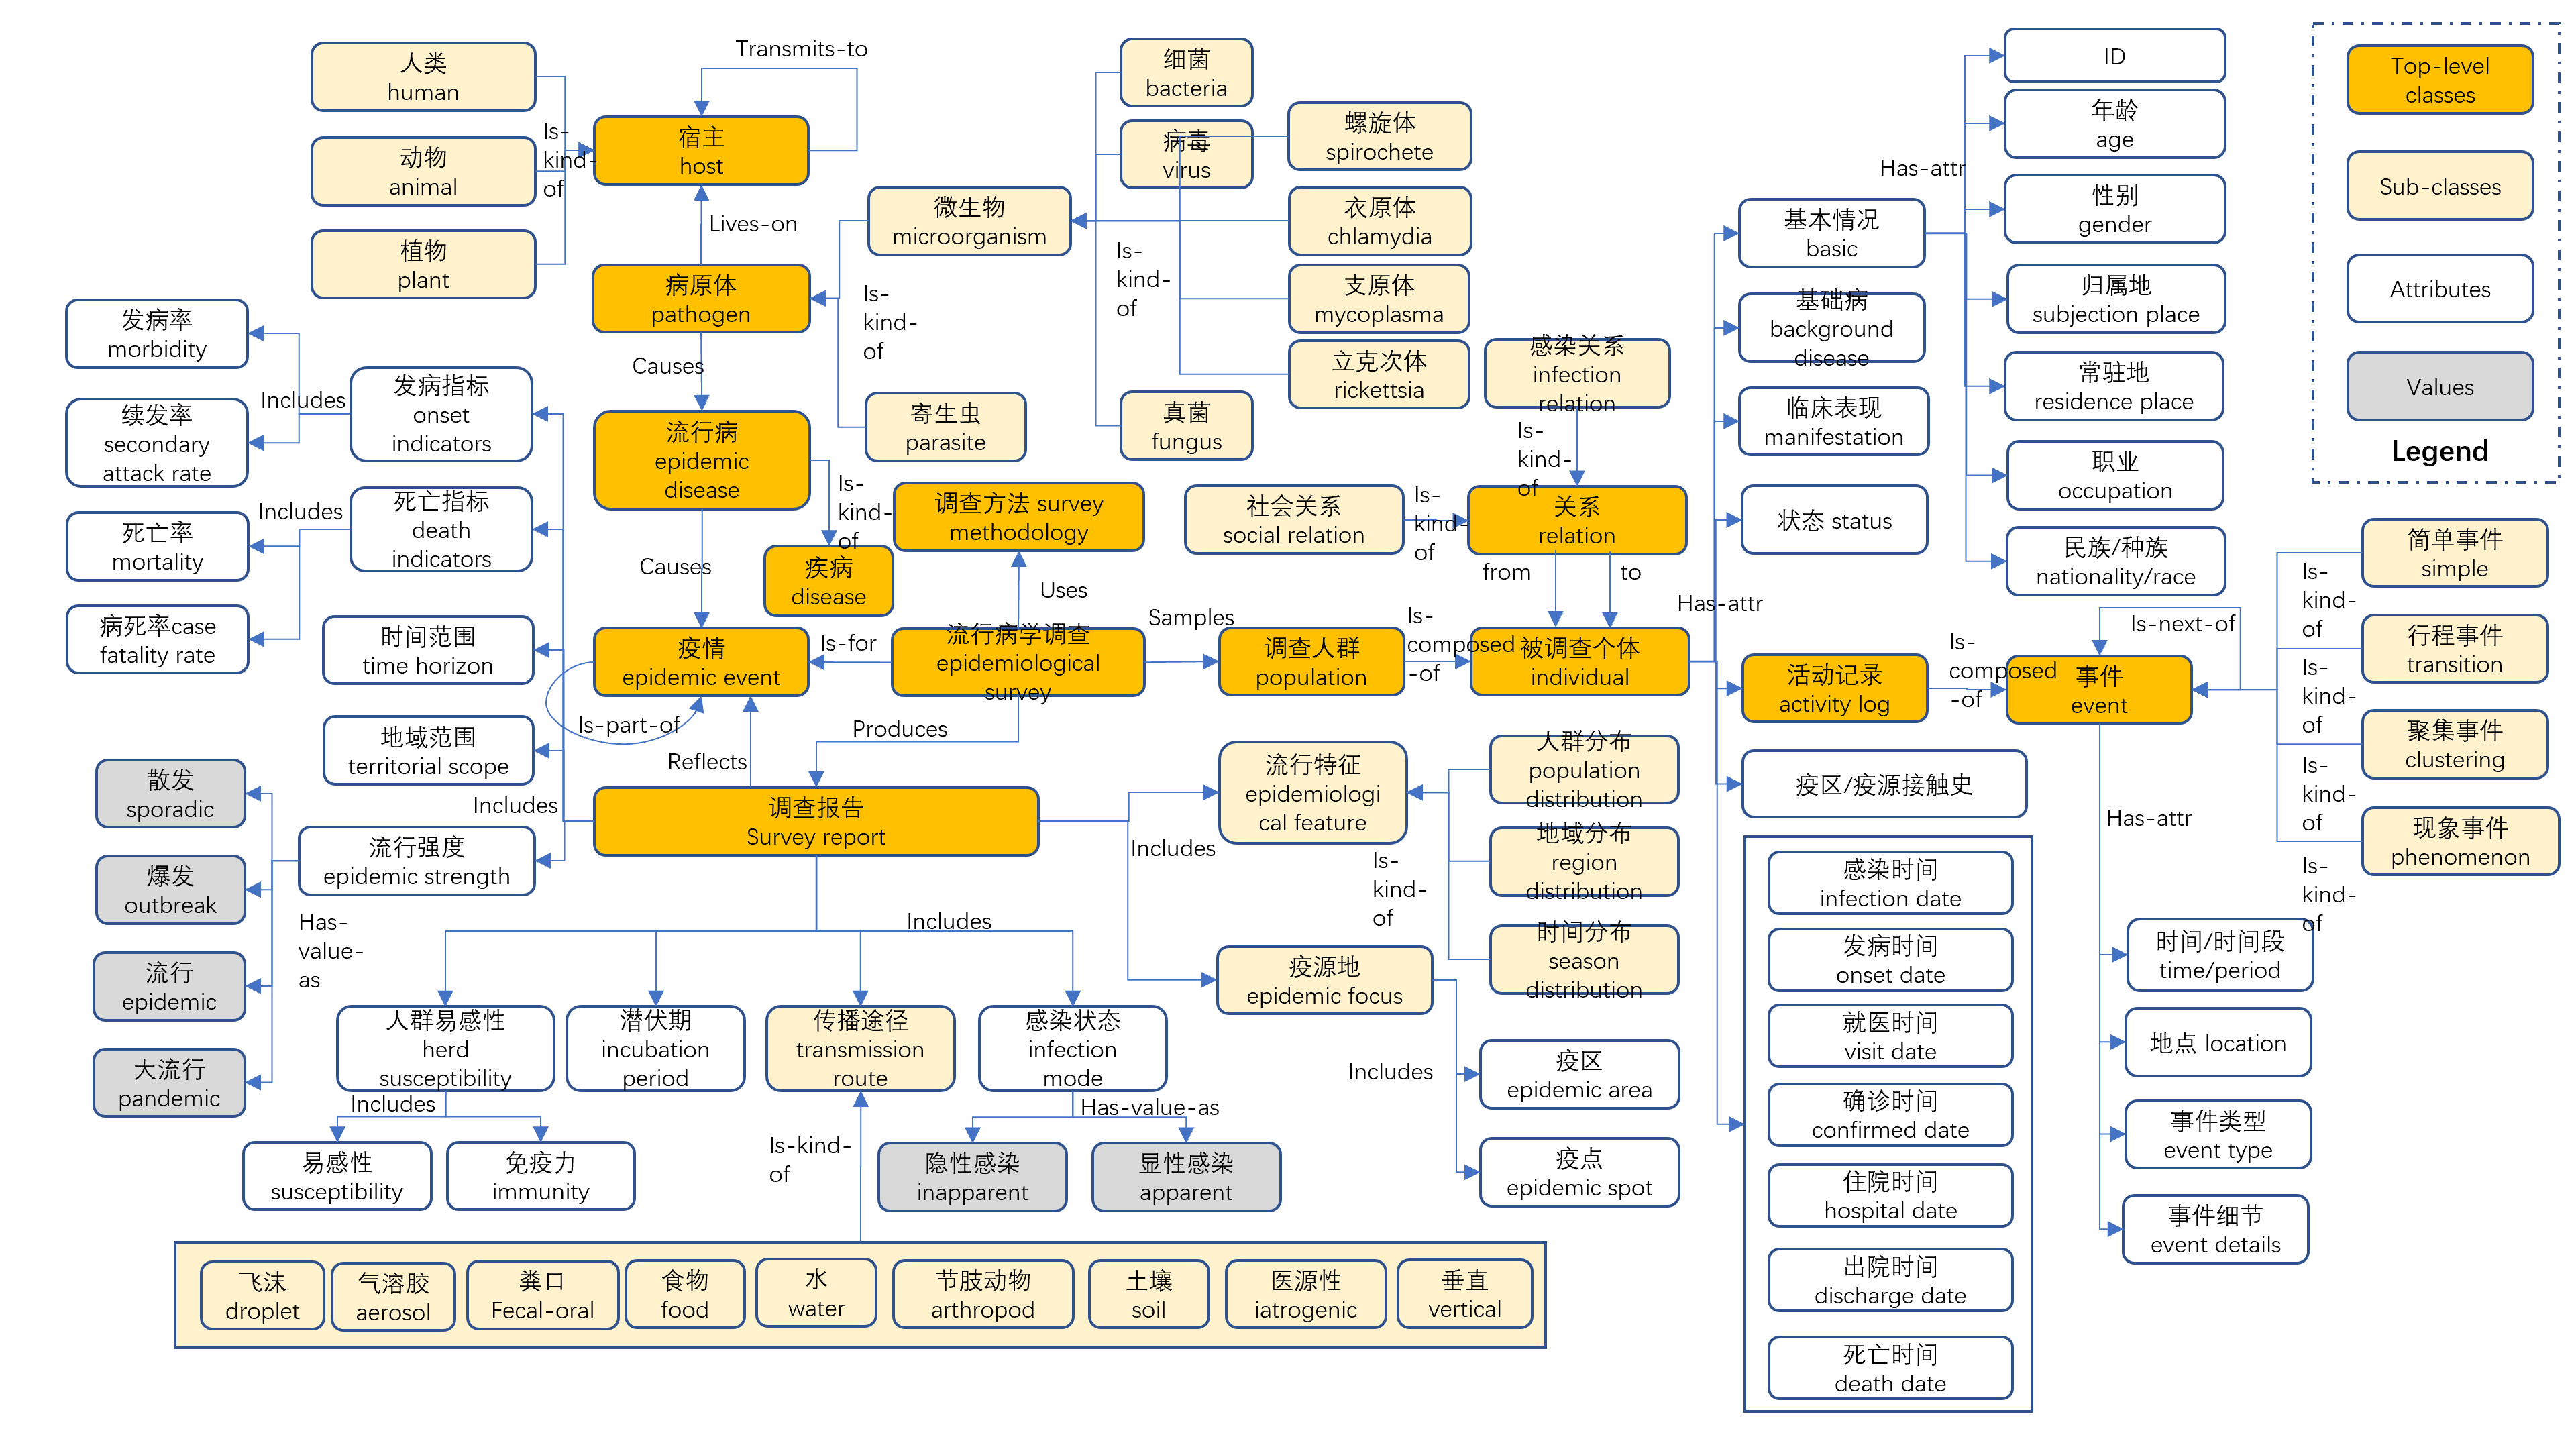 人类
human
动物
animal
植物
plant
Is-
kind-
of
Transmits-to
宿主
host
Lives-on
病原体
pathogen
Causes
流行病
epidemic
disease
Is-
kind-
of
疾病
disease
Causes
疫情
epidemic event
Is-part-of
Is-
kind-
of
微生物
microorganism
寄生虫
parasite
Is-
kind-
of
细菌
bacteria
病毒
virus
真菌
fungus
螺旋体
spirochete
衣原体
chlamydia
支原体
mycoplasma
立克次体
rickettsia
发病率
morbidity
续发率
secondary
attack rate
Includes
发病指标
onset
indicators
死亡率
mortality
病死率case
fatality rate
Includes
死亡指标
death
indicators
时间范围
time horizon
地域范围
territorial scope
Includes
流行强度
epidemic strength
散发
sporadic
爆发
outbreak
流行
epidemic
大流行
pandemic
Has-
value-
as
调查方法 survey
methodology
Uses
Is-for
流行病学调查
epidemiological
survey
Samples
Produces
Reflects
调查报告
Survey report
调查人群
population
Is-
composed
-of
被调查个体
individual
感染关系
infection
relation
Is-
kind-
of
社会关系
social relation
Is-
kind-
of
关系
relation
from
to
Has-attr
基本情况
basic
基础病
background
disease
临床表现
manifestation
状态 status
活动记录
activity log
疫区/疫源接触史
Has-attr
ID
年龄
age
性别
gender
归属地
subjection place
常驻地
residence place
职业
occupation
民族/种族
nationality/race
Is-
composed
-of
事件
event
Is-next-of
简单事件
simple
行程事件
transition
聚集事件
clustering
现象事件
phenomenon
Is-
kind-
of
Is-
kind-
of
Is-
kind-
of
Is-
kind-
of
Has-attr
时间/时间段
time/period
地点 location
事件类型
event type
事件细节
event details
感染时间
infection date
发病时间
onset date
就医时间
visit date
确诊时间
confirmed date
住院时间
hospital date
出院时间
discharge date
死亡时间
death date
Includes
流行特征
epidemiologi
cal feature
Is-
kind-
of
人群分布
population
distribution
地域分布
region
distribution
时间分布
season
distribution
疫源地
epidemic focus
Includes
疫区
epidemic area
疫点
epidemic spot
Includes
人群易感性
herd
susceptibility
潜伏期
incubation
period
传播途径
transmission
route
感染状态
infection
mode
Includes
易感性
susceptibility
免疫力
immunity
Has-value-as
隐性感染
inapparent
显性感染
apparent
Is-kind-
of
飞沫
droplet
气溶胶
aerosol
粪口
Fecal-oral
食物
food
水
water
节肢动物
arthropod
土壤
soil
医源性
iatrogenic
垂直
vertical
Top-level
classes
Sub-classes
Attributes
Values
Legend